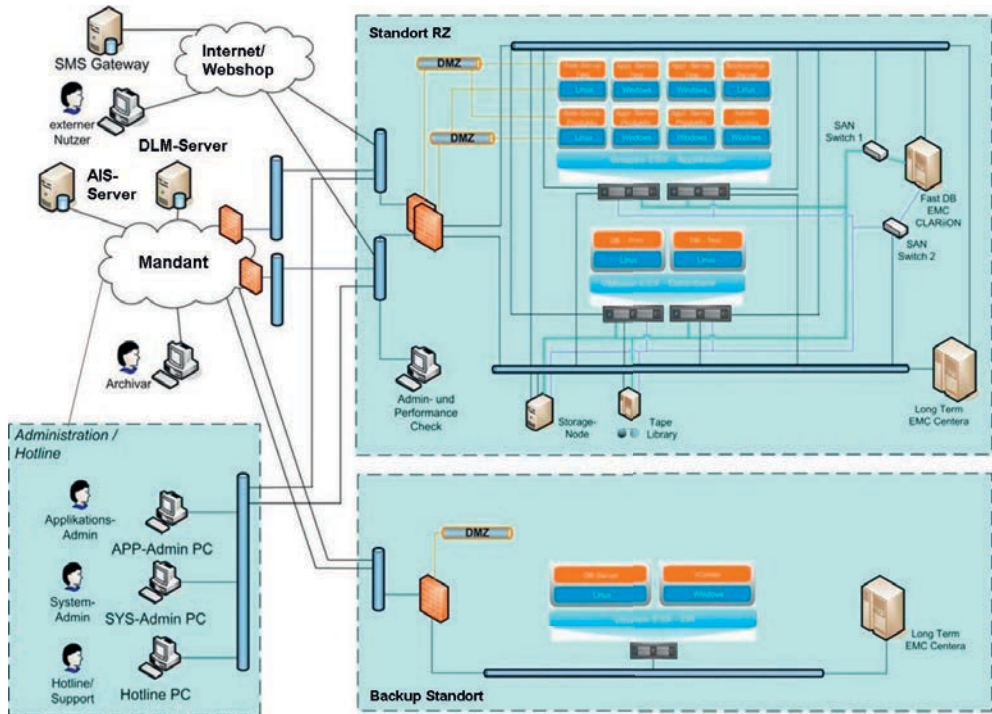 Standort RZ
Internet/
Webshop
SMS Gateway
externer
Nutzer
DLM-Server
AIS-
Server
Mandant
Archivar
DMZ
DMZ
Linux
Windows
Windows
Linux
Linux
Windows
Windows
Windows
SAN
Switch 1
Fast DB
EMC
CLARiiON
SAN
Switch 2
Linux
Linux
Admin- und
Performance
Check
Storage-
Node
Tape
Library
Long Term
EMC Centera
Administration /
Hotline
Applikations-
Admin
APP-Admin PC
System-
Admin
SYS-Admin PC
Hotline/
Support
Hotline PC
DMZ
DB-Server
Linux
Windows
Long Term
EMC Centera
Backup Standort